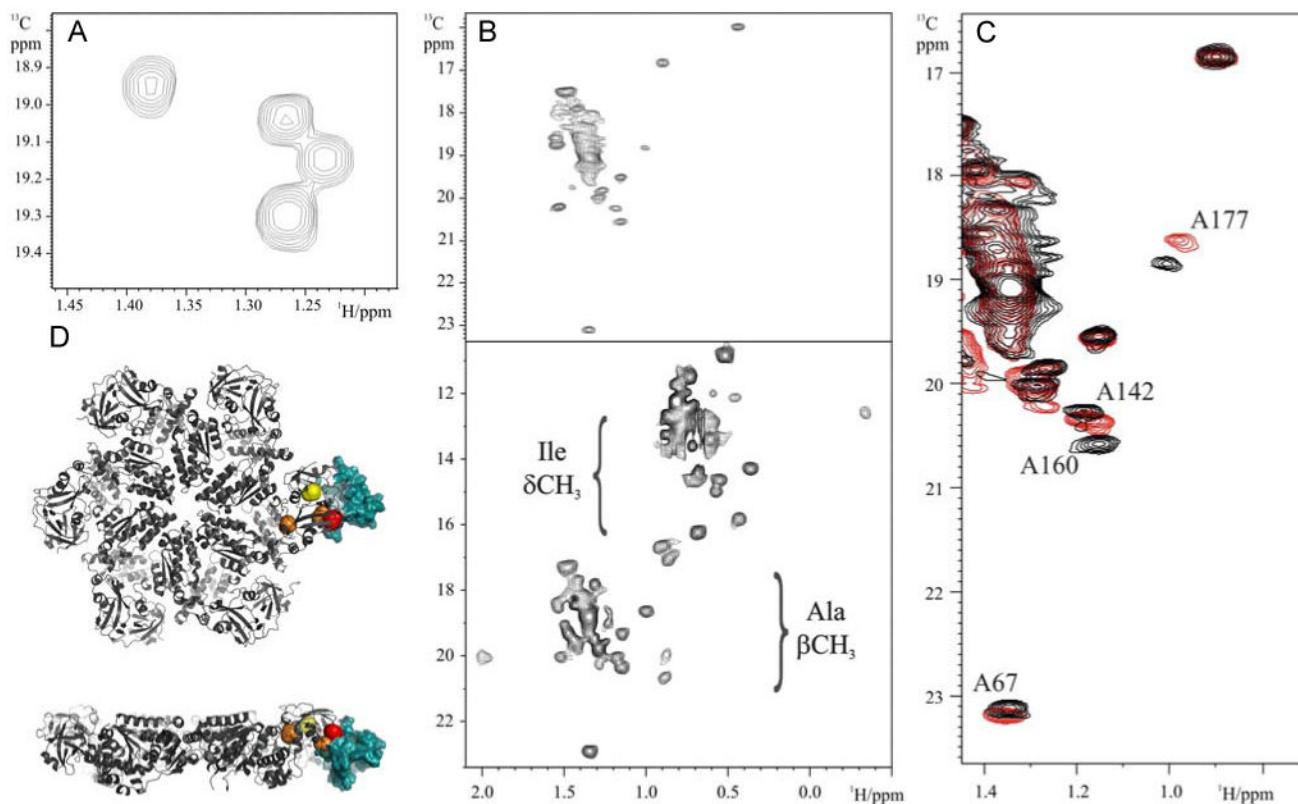 A
¹³C
ppm
18.9
19.0
19.1
19.2
19.3
19.4
1.45
1.40
1.35
1.30
1.25
¹H/ppm
B
¹³C
ppm
17
18
19
20
21
22
23
12
14
16
18
20
22
Ile
δCH₃
Ala
βCH₃
2.0
1.5
1.0
0.5
0.0
¹H/ppm
C
¹³C
ppm
17
18
19
20
21
22
23
A177
A142
A160
A67
1.4
1.2
1.0
¹H/ppm
D